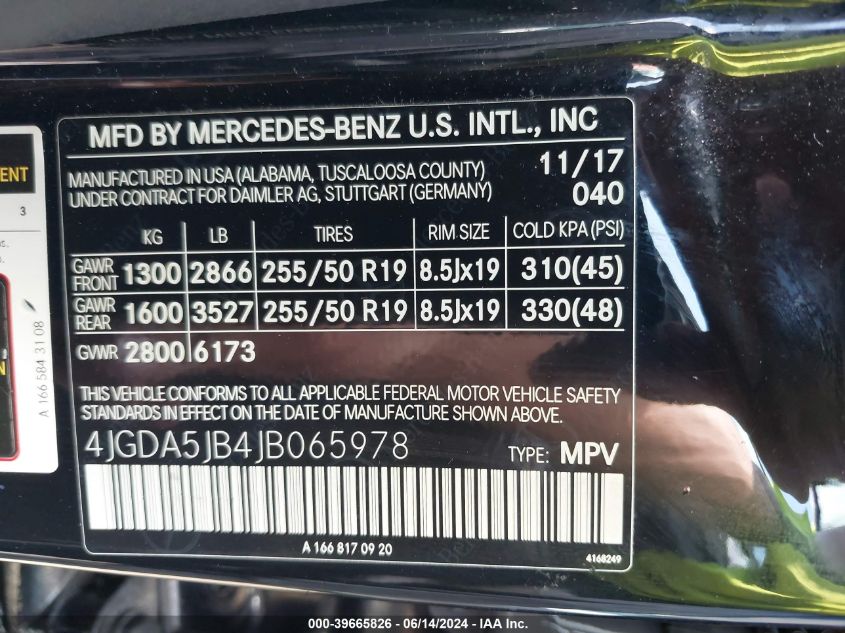 MFD BY MERCEDES-BENZ U.S. INTL., INC
MANUFACTURED IN USA (ALABAMA, TUSCALOOSA COUNTY) 11/17
UNDER CONTRACT FOR DAIMLER AG, STUTTGART (GERMANY) 040
KG LB TIRES RIM SIZE COLD KPA (PSI)
GAWR FRONT 1300 2866 255/50 R19 8.5Jx19 310(45)
GAWR REAR 1600 3527 255/50 R19 8.5Jx19 330(48)
GVWR 2800 6173
THIS VEHICLE CONFORMS TO ALL APPLICABLE FEDERAL MOTOR VEHICLE SAFETY
STANDARDS IN EFFECT ON THE DATE OF MANUFACTURE SHOWN ABOVE.
4JGDA5JB4JB065978 TYPE: MPV
A 166 817 09 20
4168249
3
A 166 584 31 08
000-39665826 / 06/14/2024 / IAA Inc.